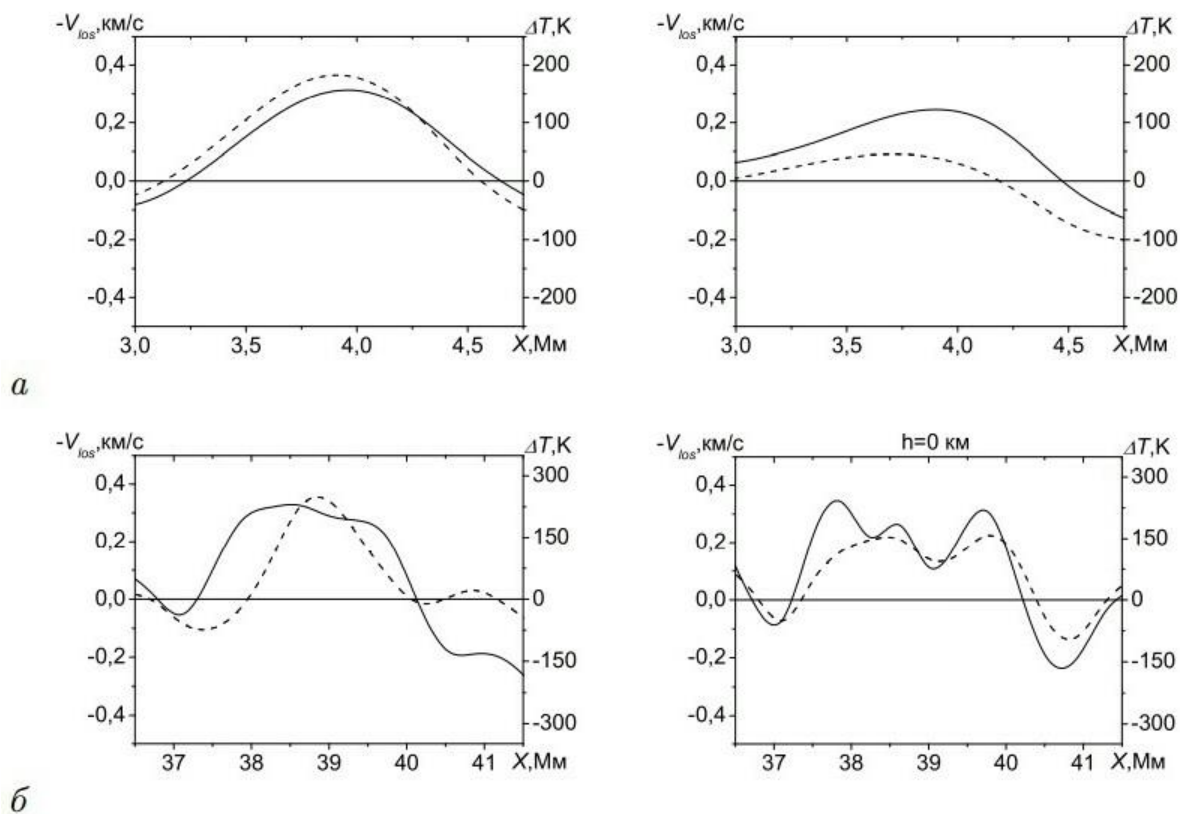 -V_los,км/с ΔT,K
0,4 200
0,2 100
0,0 0
-0,2 -100
-0,4 -200
3,0 3,5 4,0 4,5 X,Мм
-V_los,км/с ΔT,K
0,4 200
0,2 100
0,0 0
-0,2 -100
-0,4 -200
3,0 3,5 4,0 4,5 X,Мм
а
-V_los,км/с ΔT,K
0,4 300
0,2 150
0,0 0
-0,2 -150
-0,4 -300
37 38 39 40 41 X,Мм
-V_los,км/с h=0 км ΔT,K
0,4 300
0,2 150
0,0 0
-0,2 -150
-0,4 -300
37 38 39 40 41 X,Мм
б